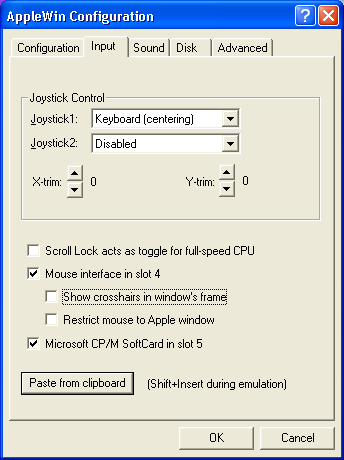 AppleWin Configuration
Configuration Input Sound Disk Advanced
Joystick Control
Joystick1: Keyboard (centering)
Joystick2: Disabled
X-trim: 0 Y-trim: 0
Scroll Lock acts as toggle for full-speed CPU
Mouse interface in slot 4
Show crosshairs in window's frame
Restrict mouse to Apple window
Microsoft CP/M SoftCard in slot 5
Paste from clipboard (Shift+Insert during emulation)
OK Cancel